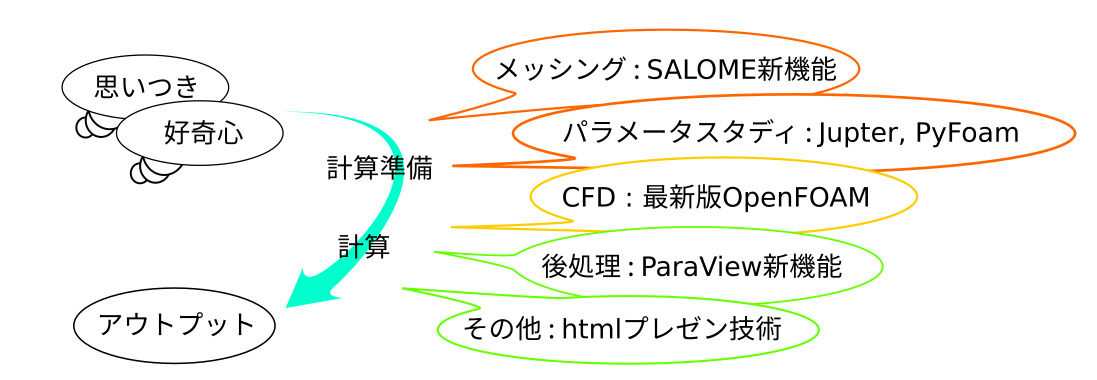 思いつき
好奇心
計算準備
計算
アウトプット
メッシング : SALOME新機能
パラメータスタディ : Jupter, PyFoam
CFD : 最新版OpenFOAM
後処理 : ParaView新機能
その他 : htmlプレゼン技術